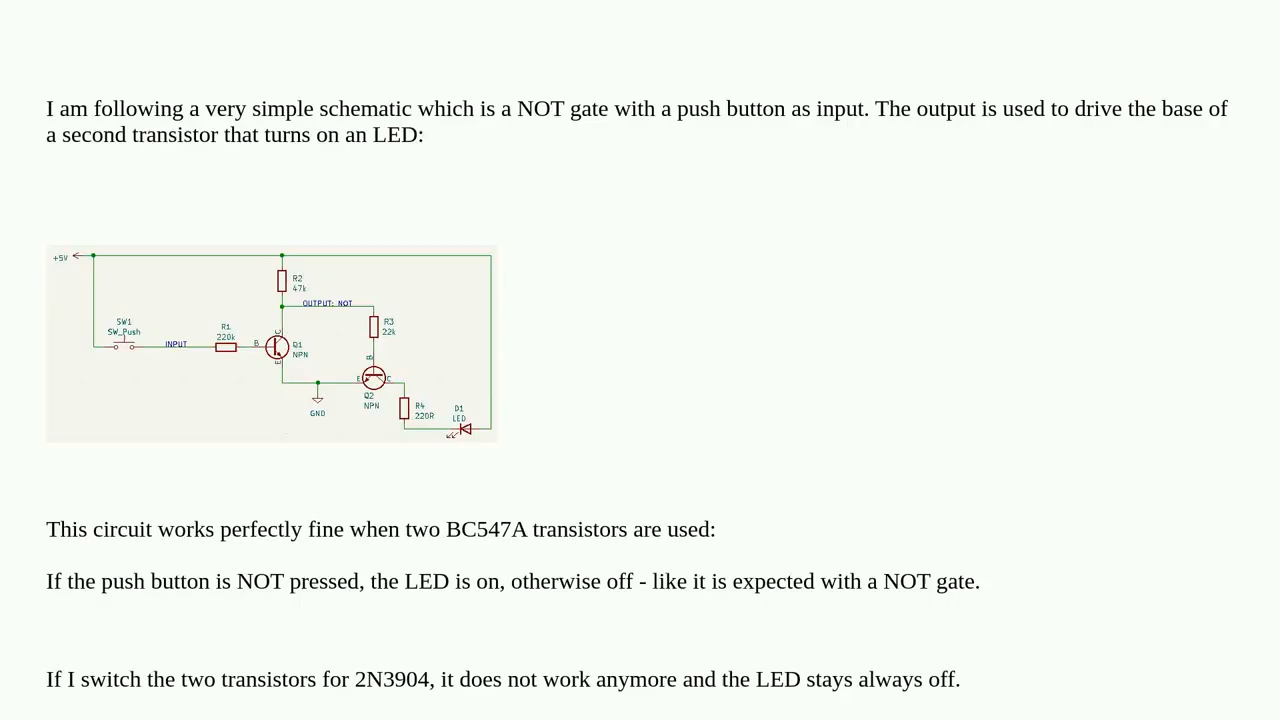 I am following a very simple schematic which is a NOT gate with a push button as input. The output is used to drive the base of
a second transistor that turns on an LED:
+5V
R2
47k
OUTPUT: NOT
SW1
SW_Push
INPUT
R1
220k
B
C
E
Q1
NPN
R3
22k
B
E
C
Q2
NPN
GND
R4
220R
D1
LED
This circuit works perfectly fine when two BC547A transistors are used:
If the push button is NOT pressed, the LED is on, otherwise off - like it is expected with a NOT gate.
If I switch the two transistors for 2N3904, it does not work anymore and the LED stays always off.